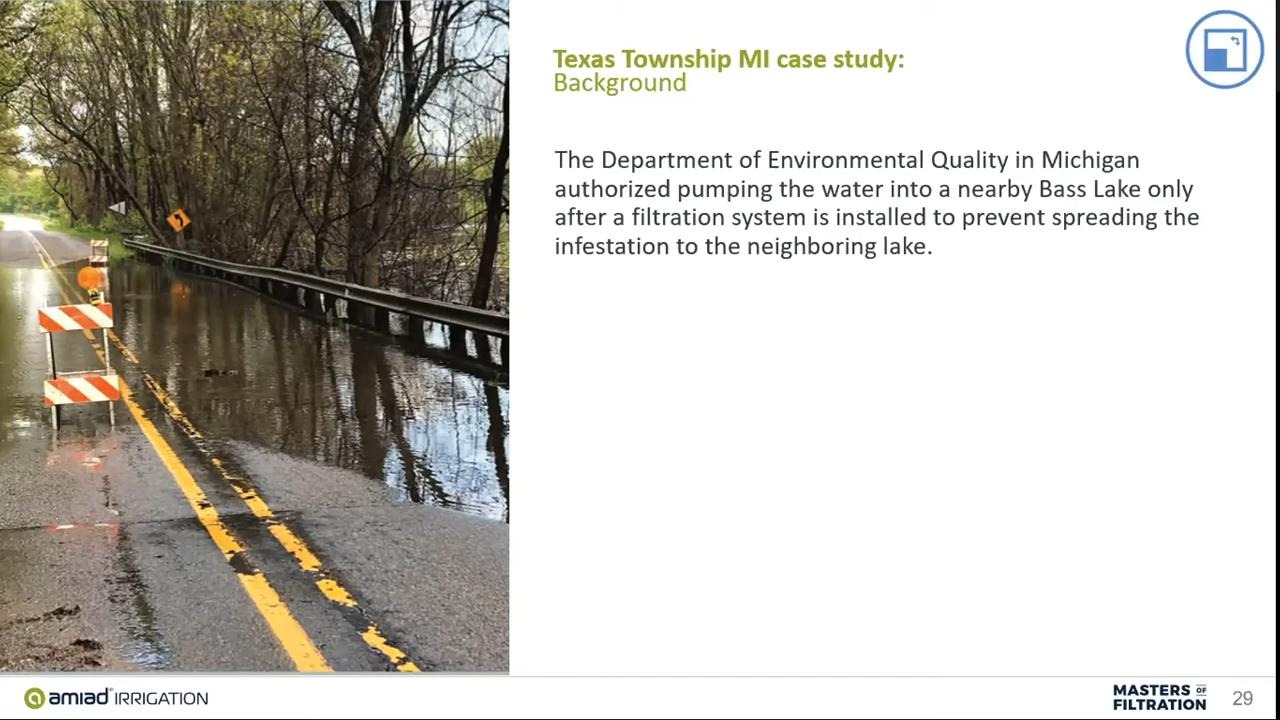 Texas Township MI case study:
Background
The Department of Environmental Quality in Michigan
authorized pumping the water into a nearby Bass Lake only
after a filtration system is installed to prevent spreading the
infestation to the neighboring lake.
amiad IRRIGATION
MASTERS OF
FILTRATION
29